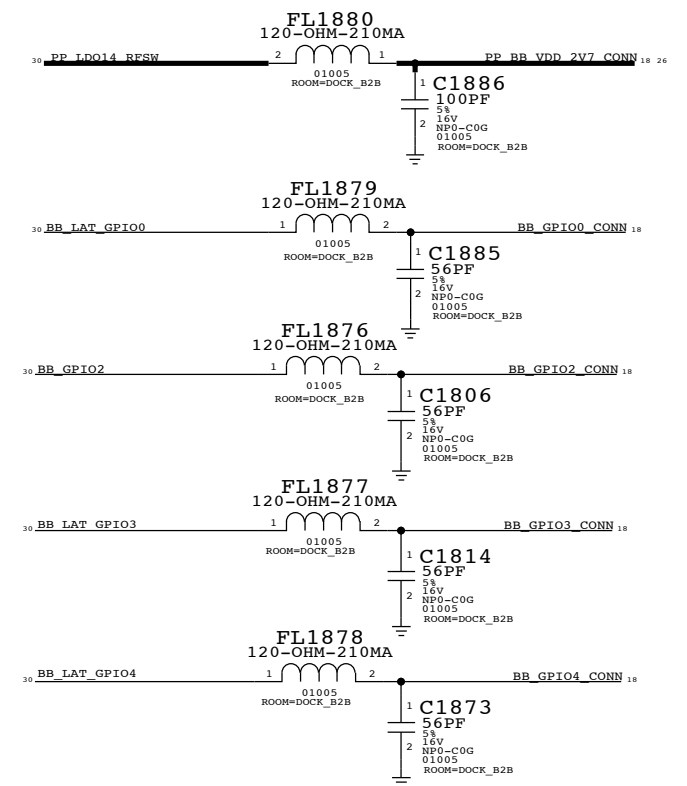 FL1880
120-OHM-210MA
30 PP_LDO14_RFSW 2 1 PP_BB_VDD_2V7_CONN 18 26
01005
ROOM=DOCK_B2B
1 C1886
100PF
5%
16V
2 NP0-C0G
01005
ROOM=DOCK_B2B
FL1879
120-OHM-210MA
30 BB_LAT_GPIO0 1 2 BB_GPIO0_CONN 18
01005
ROOM=DOCK_B2B
1 C1885
56PF
5%
16V
2 NP0-C0G
01005
ROOM=DOCK_B2B
FL1876
120-OHM-210MA
30 BB_GPIO2 1 2 BB_GPIO2_CONN 18
01005
ROOM=DOCK_B2B
1 C1806
56PF
5%
16V
2 NP0-C0G
01005
ROOM=DOCK_B2B
FL1877
120-OHM-210MA
30 BB_LAT_GPIO3 1 2 BB_GPIO3_CONN 18
01005
ROOM=DOCK_B2B
1 C1814
56PF
5%
16V
2 NP0-C0G
01005
ROOM=DOCK_B2B
FL1878
120-OHM-210MA
30 BB_LAT_GPIO4 1 2 BB_GPIO4_CONN 18
01005
ROOM=DOCK_B2B
1 C1873
56PF
5%
16V
2 NP0-C0G
01005
ROOM=DOCK_B2B